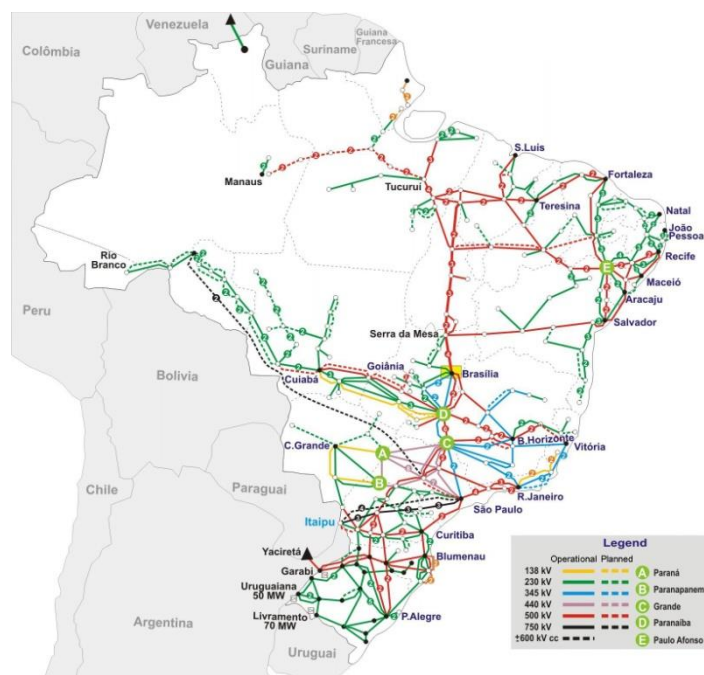 Venezuela
Guiana
Francesa
Suriname
Colômbia
Guiana
S.Luís
Fortaleza
Manaus
Tucuruí
Teresina
Natal
João
Pessoa
Rio
Branco
Recife
E
Maceió
Aracaju
Peru
Salvador
Serra da Mesa
Goiânia
Brasília
Cuiabá
Bolívia
D
B.Horizonte
C
Vitória
C.Grande
A
Chile
Paraguai
B
R.Janeiro
São Paulo
Itaipu
Curitiba
Yaciretá
Blumenau
Garabi
Uruguaiana
50 MW
Livramento
70 MW
P.Alegre
Argentina
Uruguai
Legend
Operational Planned
138 kV A Paraná
230 kV B Paranapanem
345 kV C Grande
440 kV
500 kV D Paranaíba
750 kV E Paulo Afonso
±600 kV cc